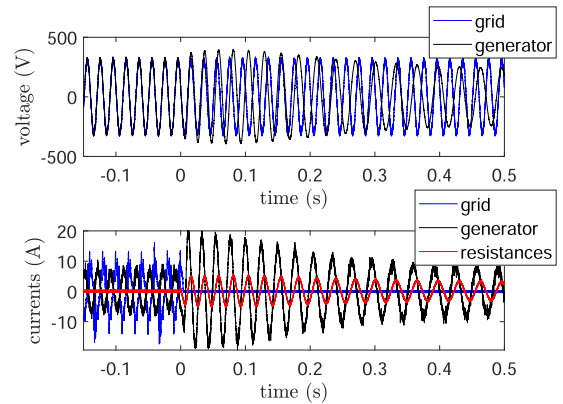 grid
generator
500
0
-500
voltage (V)
-0.1 0 0.1 0.2 0.3 0.4 0.5
time (s)
grid
generator
resistances
20
10
0
-10
currents (A)
-0.1 0 0.1 0.2 0.3 0.4 0.5
time (s)